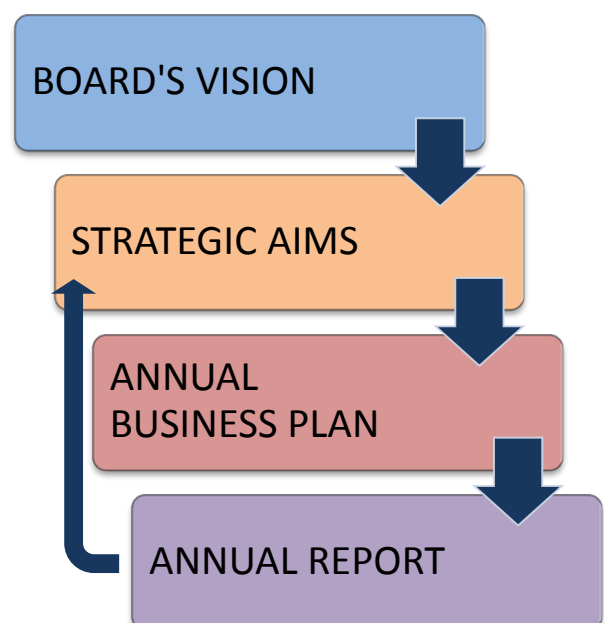 BOARD'S VISION
STRATEGIC AIMS
ANNUAL
BUSINESS PLAN
ANNUAL REPORT